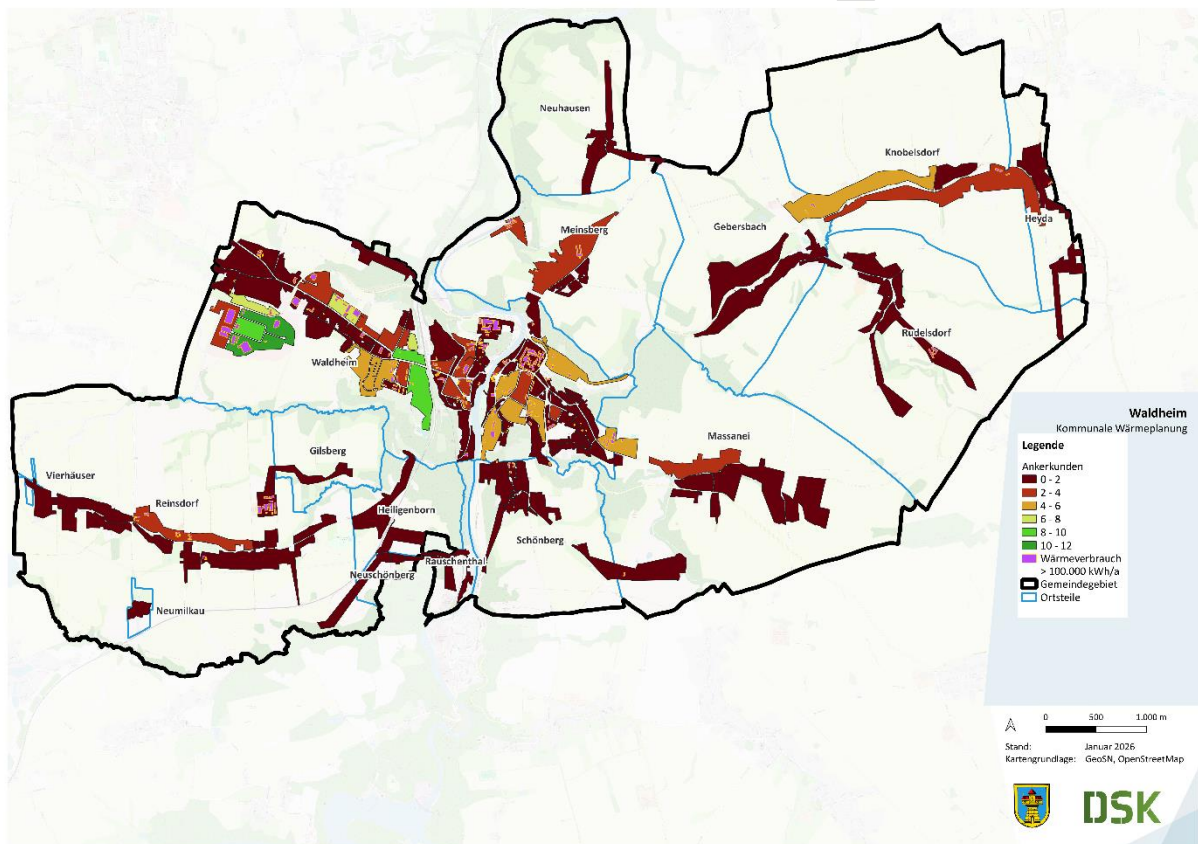 Neuhausen
Knobelsdorf
Meinsberg
Gebersbach
Heyda
Rudelsdorf
Waldheim
Massanei
Gilsberg
Vierhäuser
Reinsdorf
Heiligenborn
Schönberg
Rauschenthal
Neuschönberg
Neumilkau
Waldheim
Kommunale Wärmeplanung
Legende
Ankerkunden
0 - 2
2 - 4
4 - 6
6 - 8
8 - 10
10 - 12
Wärmeverbrauch
> 100.000 kWh/a
Gemeindegebiet
Ortsteile
0 500 1.000 m
Stand: Januar 2026
Kartengrundlage: GeoSN, OpenStreetMap
DSK